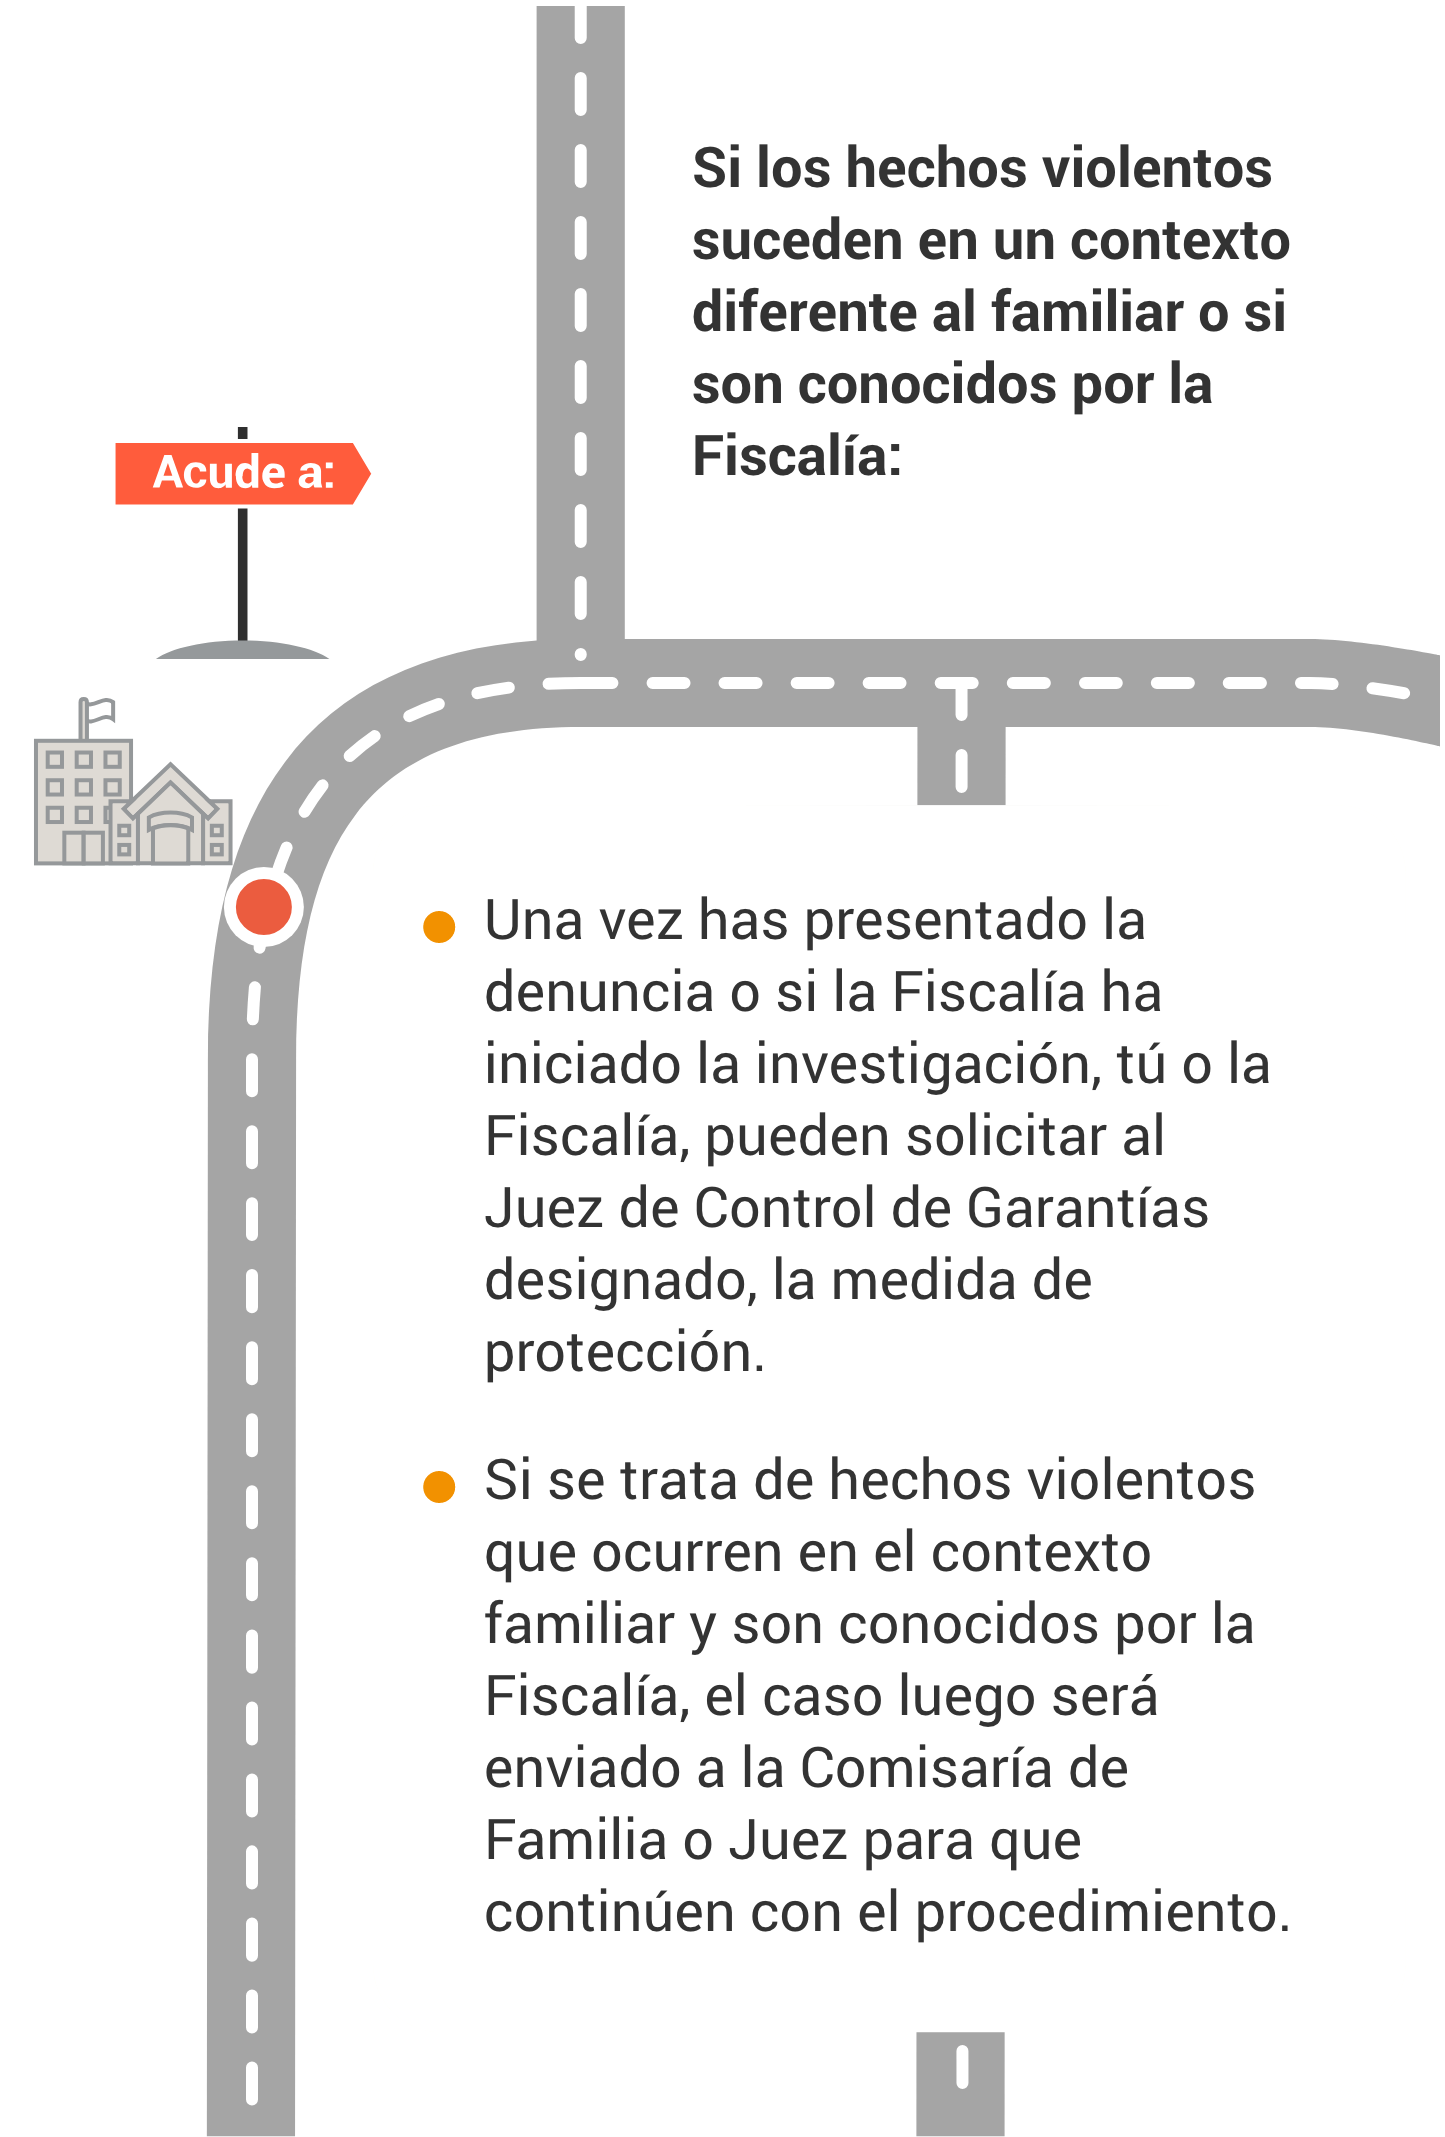 Si los hechos violentos
suceden en un contexto
diferente al familiar o si
son conocidos por la
Fiscalía:
Acude a:
Una vez has presentado la
denuncia o si la Fiscalía ha
iniciado la investigación, tú o la
Fiscalía, pueden solicitar al
Juez de Control de Garantías
designado, la medida de
protección.
Si se trata de hechos violentos
que ocurren en el contexto
familiar y son conocidos por la
Fiscalía, el caso luego será
enviado a la Comisaría de
Familia o Juez para que
continúen con el procedimiento.